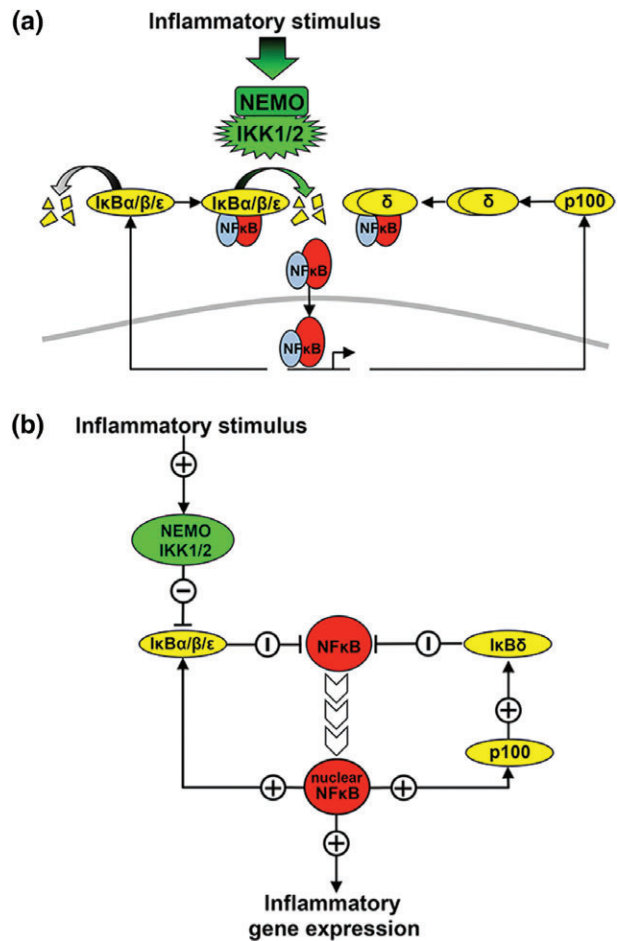 (a)
Inflammatory stimulus
NEMO
IKK1/2
IκBα/β/ε
IκBα/β/ε
δ
δ
p100
NFκB
NFκB
NFκB
NFκB
(b)
Inflammatory stimulus
+
NEMO
IKK1/2
−
IκBα/β/ε
I
NFκB
I
IκBδ
+
p100
+
nuclear
NFκB
+
+
Inflammatory
gene expression